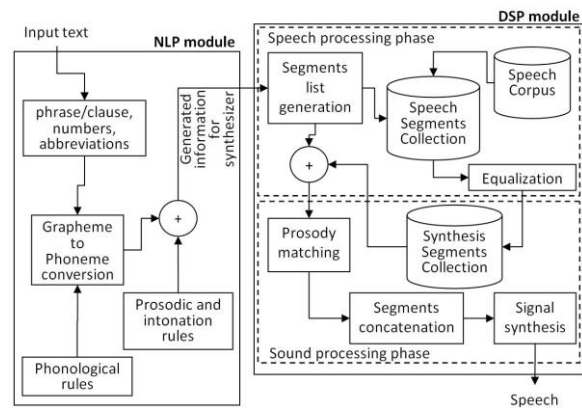 Input text
NLP module
phrase/clause,
numbers,
abbreviations
Grapheme
to
Phoneme
conversion
+
Prosodic and
intonation rules
Phonological
rules
Generated
information
for
synthesizer
DSP module
Speech processing phase
Segments
list
generation
Speech
Segments
Collection
Speech
Corpus
+
Equalization
Prosody
matching
Synthesis
Segments
Collection
Segments
concatenation
Signal
synthesis
Sound processing phase
Speech